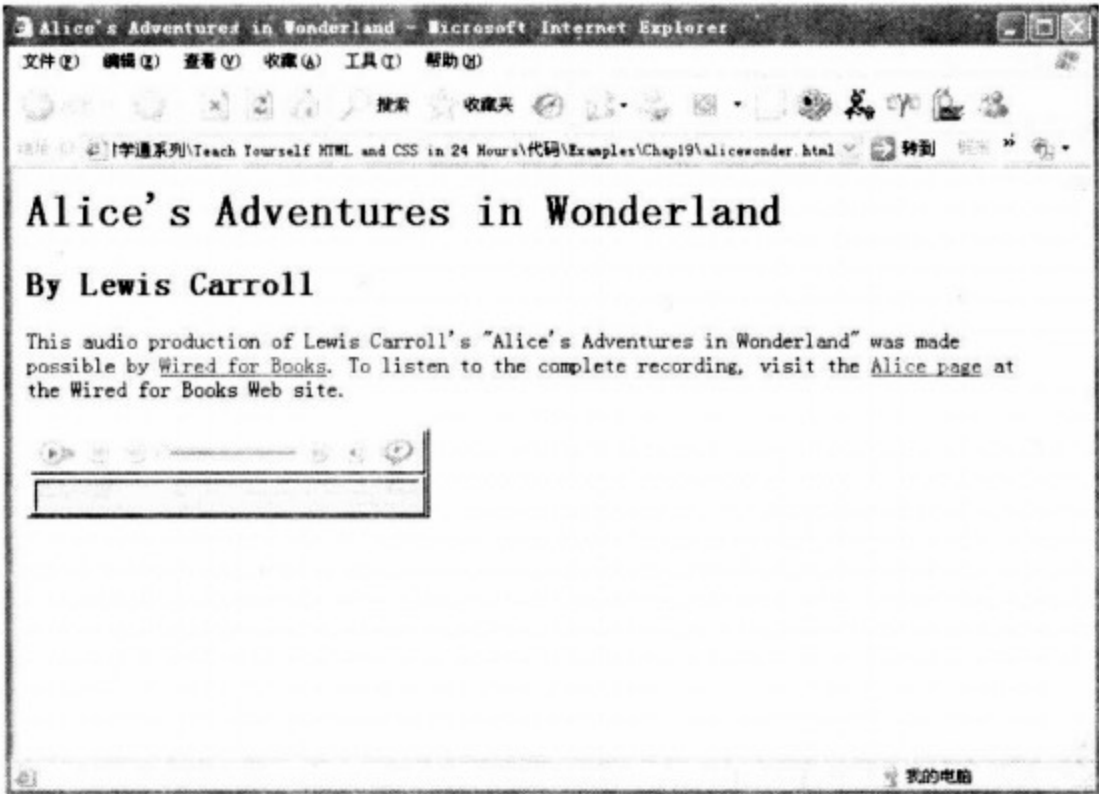 Alice's Adventures in Wonderland - Microsoft Internet Explorer
文件(F) 编辑(E) 查看(V) 收藏(A) 工具(T) 帮助(H)
搜索 收藏夹
十学通系列\Teach Yourself HTML and CSS in 24 Hours\代码\Examples\Chap19\alicewonder.html 转到
Alice's Adventures in Wonderland
By Lewis Carroll
This audio production of Lewis Carroll's "Alice's Adventures in Wonderland" was made
possible by Wired for Books. To listen to the complete recording, visit the Alice page at
the Wired for Books Web site.
我的电脑